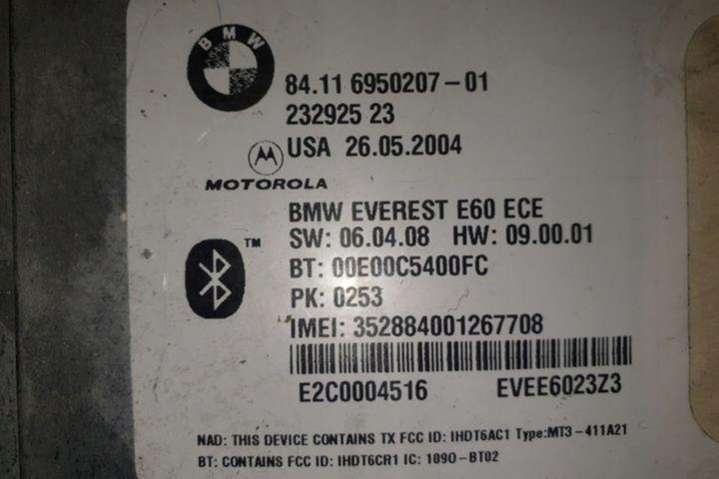 BMW
84.11 6950207-01
232925 23
USA 26.05.2004
MOTOROLA
BMW EVEREST E60 ECE
TM
SW: 06.04.08 HW: 09.00.01
BT: 00E00C5400FC
PK: 0253
IMEI: 352884001267708
E2C0004516 EVEE6023Z3
NAD: THIS DEVICE CONTAINS TX FCC ID: IHDT6AC1 Type:MT3-411A21
BT: CONTAINS FCC ID: IHDT6CR1 IC: 1090-BT02